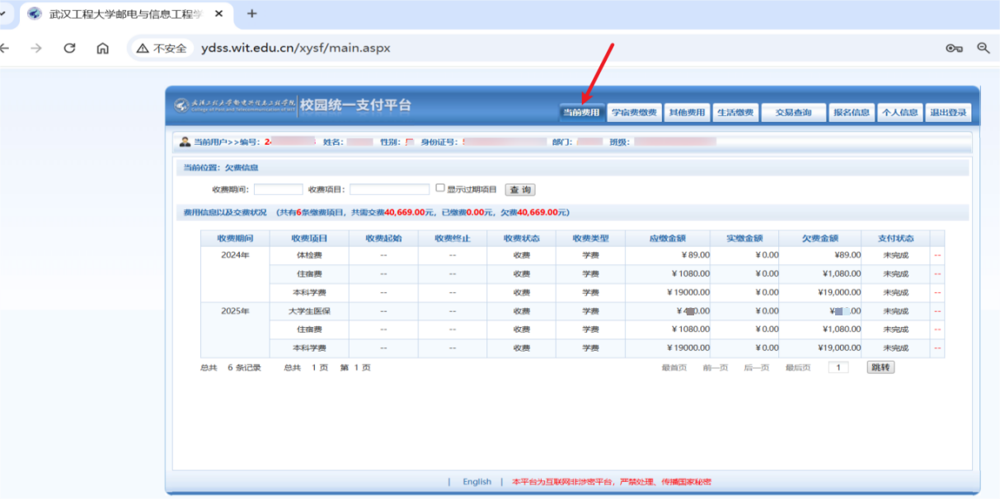 武汉工程大学邮电与信息工程学
不安全 ydss.wit.edu.cn/xysf/main.aspx
武汉工程大学邮电与信息工程学院 校园统一支付平台
College of Post and Telecommunication of WIT
当前费用 学宿费缴费 其他费用 生活缴费 交易查询 报名信息 个人信息 退出登录
当前用户>>编号：2 姓名： 性别： 身份证号： 部门： 班级：
当前位置：欠费信息
收费期间： 收费项目： 显示过期项目 查 询
费用信息以及交费状况 (共有6条缴费项目，共需交费40,669.00元，已缴费0.00元，欠费40,669.00元)
收费期间 收费项目 收费起始 收费终止 收费状态 收费类型 应缴金额 实缴金额 欠费金额 支付状态
2024年 体检费 -- -- 收费 学费 ¥89.00 ¥0.00 ¥89.00 未完成 --
住宿费 -- -- 收费 学费 ¥1080.00 ¥0.00 ¥1,080.00 未完成 --
本科学费 -- -- 收费 学费 ¥19000.00 ¥0.00 ¥19,000.00 未完成 --
2025年 大学生医保 -- -- 收费 学费 ¥4 0.00 ¥0.00 ¥ .00 未完成 --
住宿费 -- -- 收费 学费 ¥1080.00 ¥0.00 ¥1,080.00 未完成 --
本科学费 -- -- 收费 学费 ¥19000.00 ¥0.00 ¥19,000.00 未完成 --
总共 6 条记录 总共 1 页 第 1 页 最首页 前一页 后一页 最后页 1 跳转
| English | 本平台为互联网非涉密平台，严禁处理、传播国家秘密